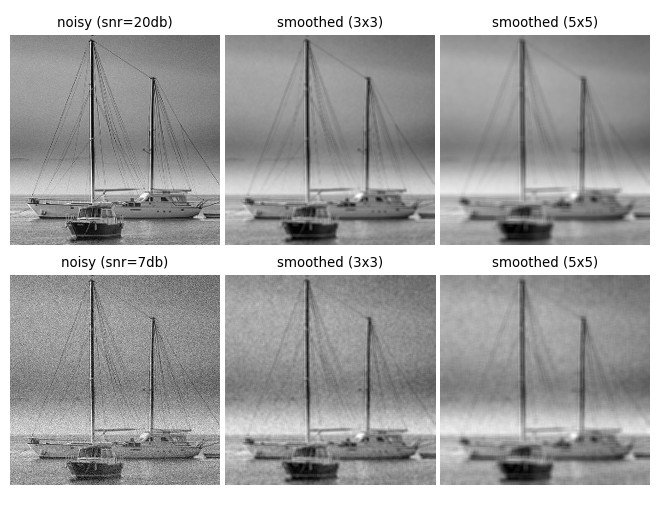 noisy (snr=20db)
smoothed (3x3)
smoothed (5x5)
noisy (snr=7db)
smoothed (3x3)
smoothed (5x5)